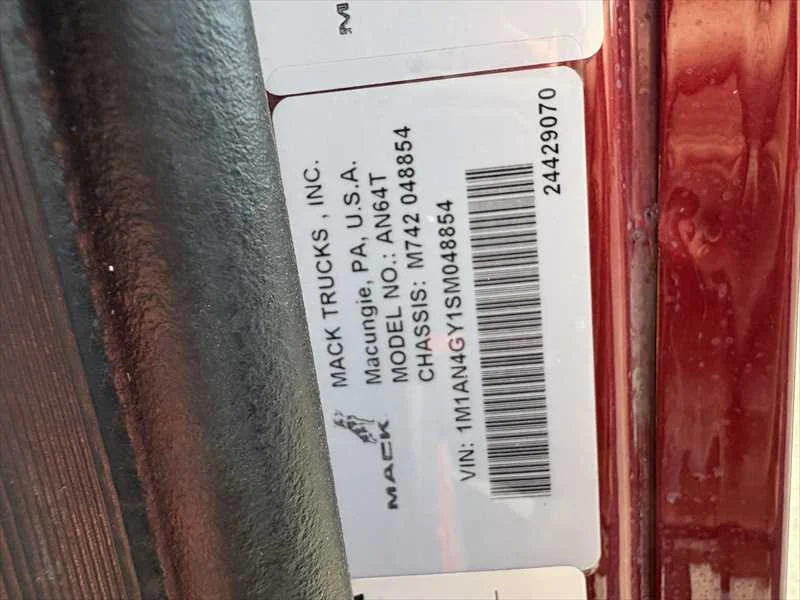 MACK
MACK TRUCKS , INC.
Macungie, PA, U.S.A.
MODEL NO.: AN64T
CHASSIS: M742 048854
VIN: 1M1AN4GY1SM048854
24429070